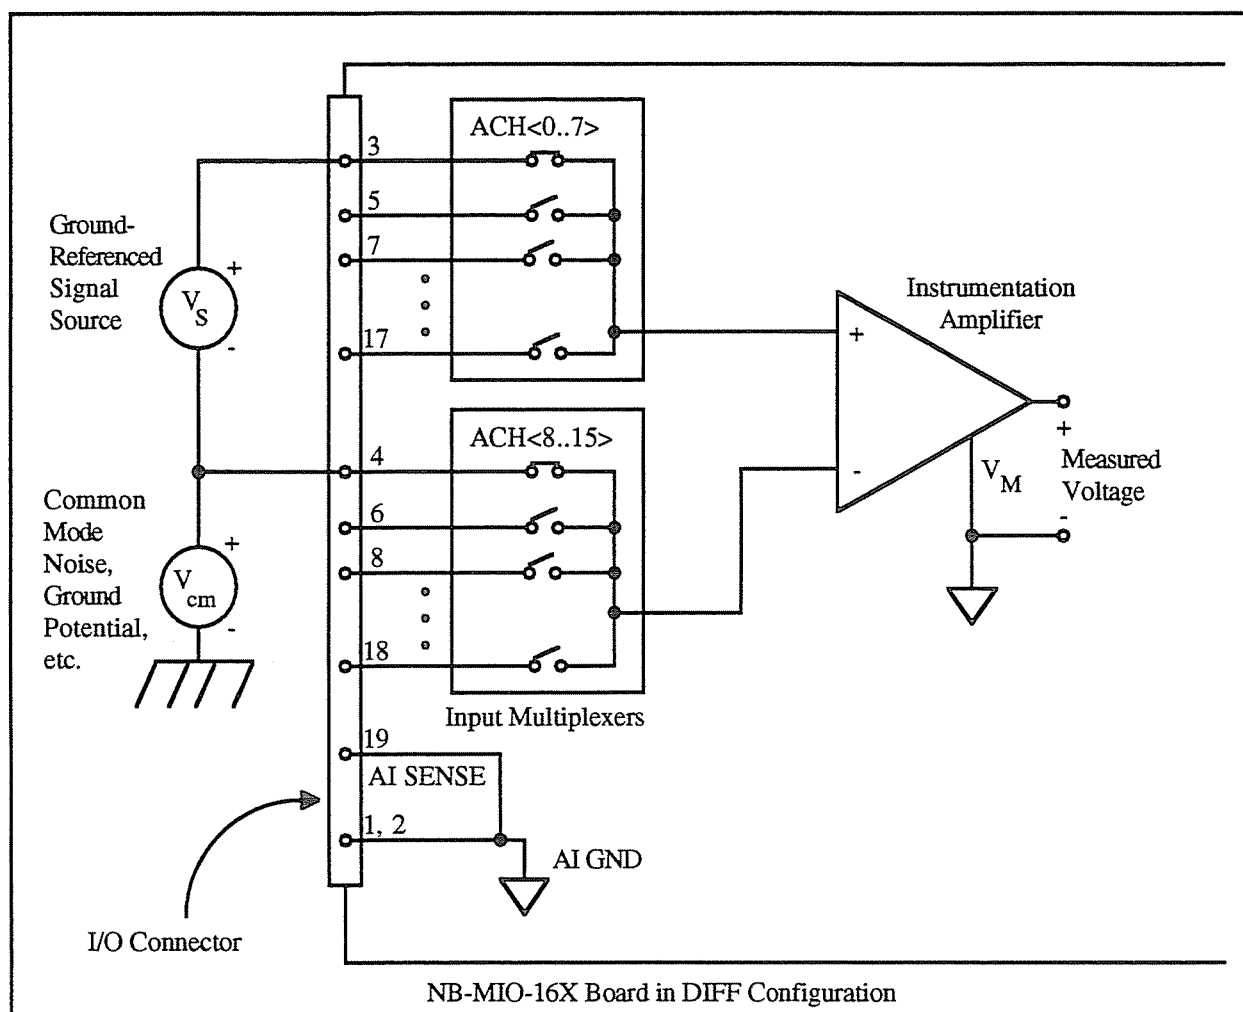 ACH<0..7>
3
5
7
17
Ground-
Referenced
Signal
Source
+
V
S
-
Instrumentation
Amplifier
+
-
+
Measured
Voltage
-
V
M
ACH<8..15>
4
6
8
18
Common
Mode
Noise,
Ground
Potential,
etc.
+
V
cm
-
Input Multiplexers
19
AI SENSE
1, 2
AI GND
I/O Connector
NB-MIO-16X Board in DIFF Configuration